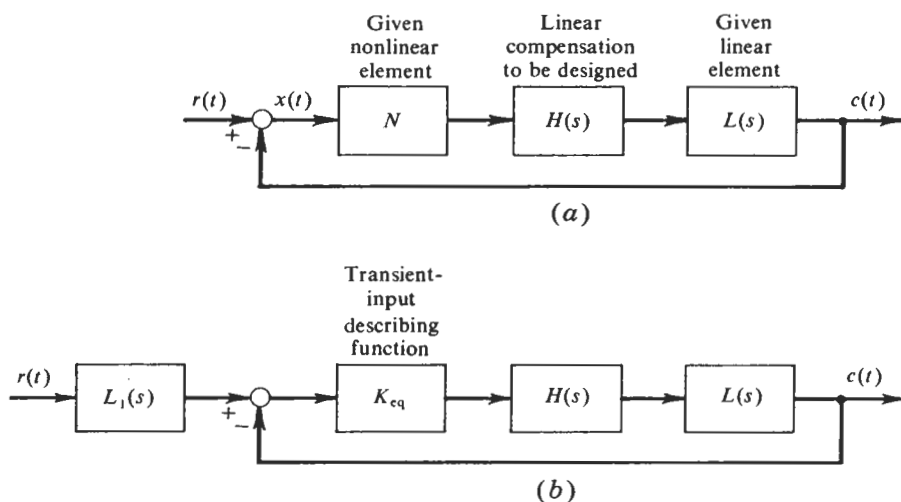 Given
nonlinear
element
Linear
compensation
to be designed
Given
linear
element
r(t)
+
−
x(t)
N
H(s)
L(s)
c(t)
(a)
Transient-
input
describing
function
r(t)
L₁(s)
+
−
K_eq
H(s)
L(s)
c(t)
(b)